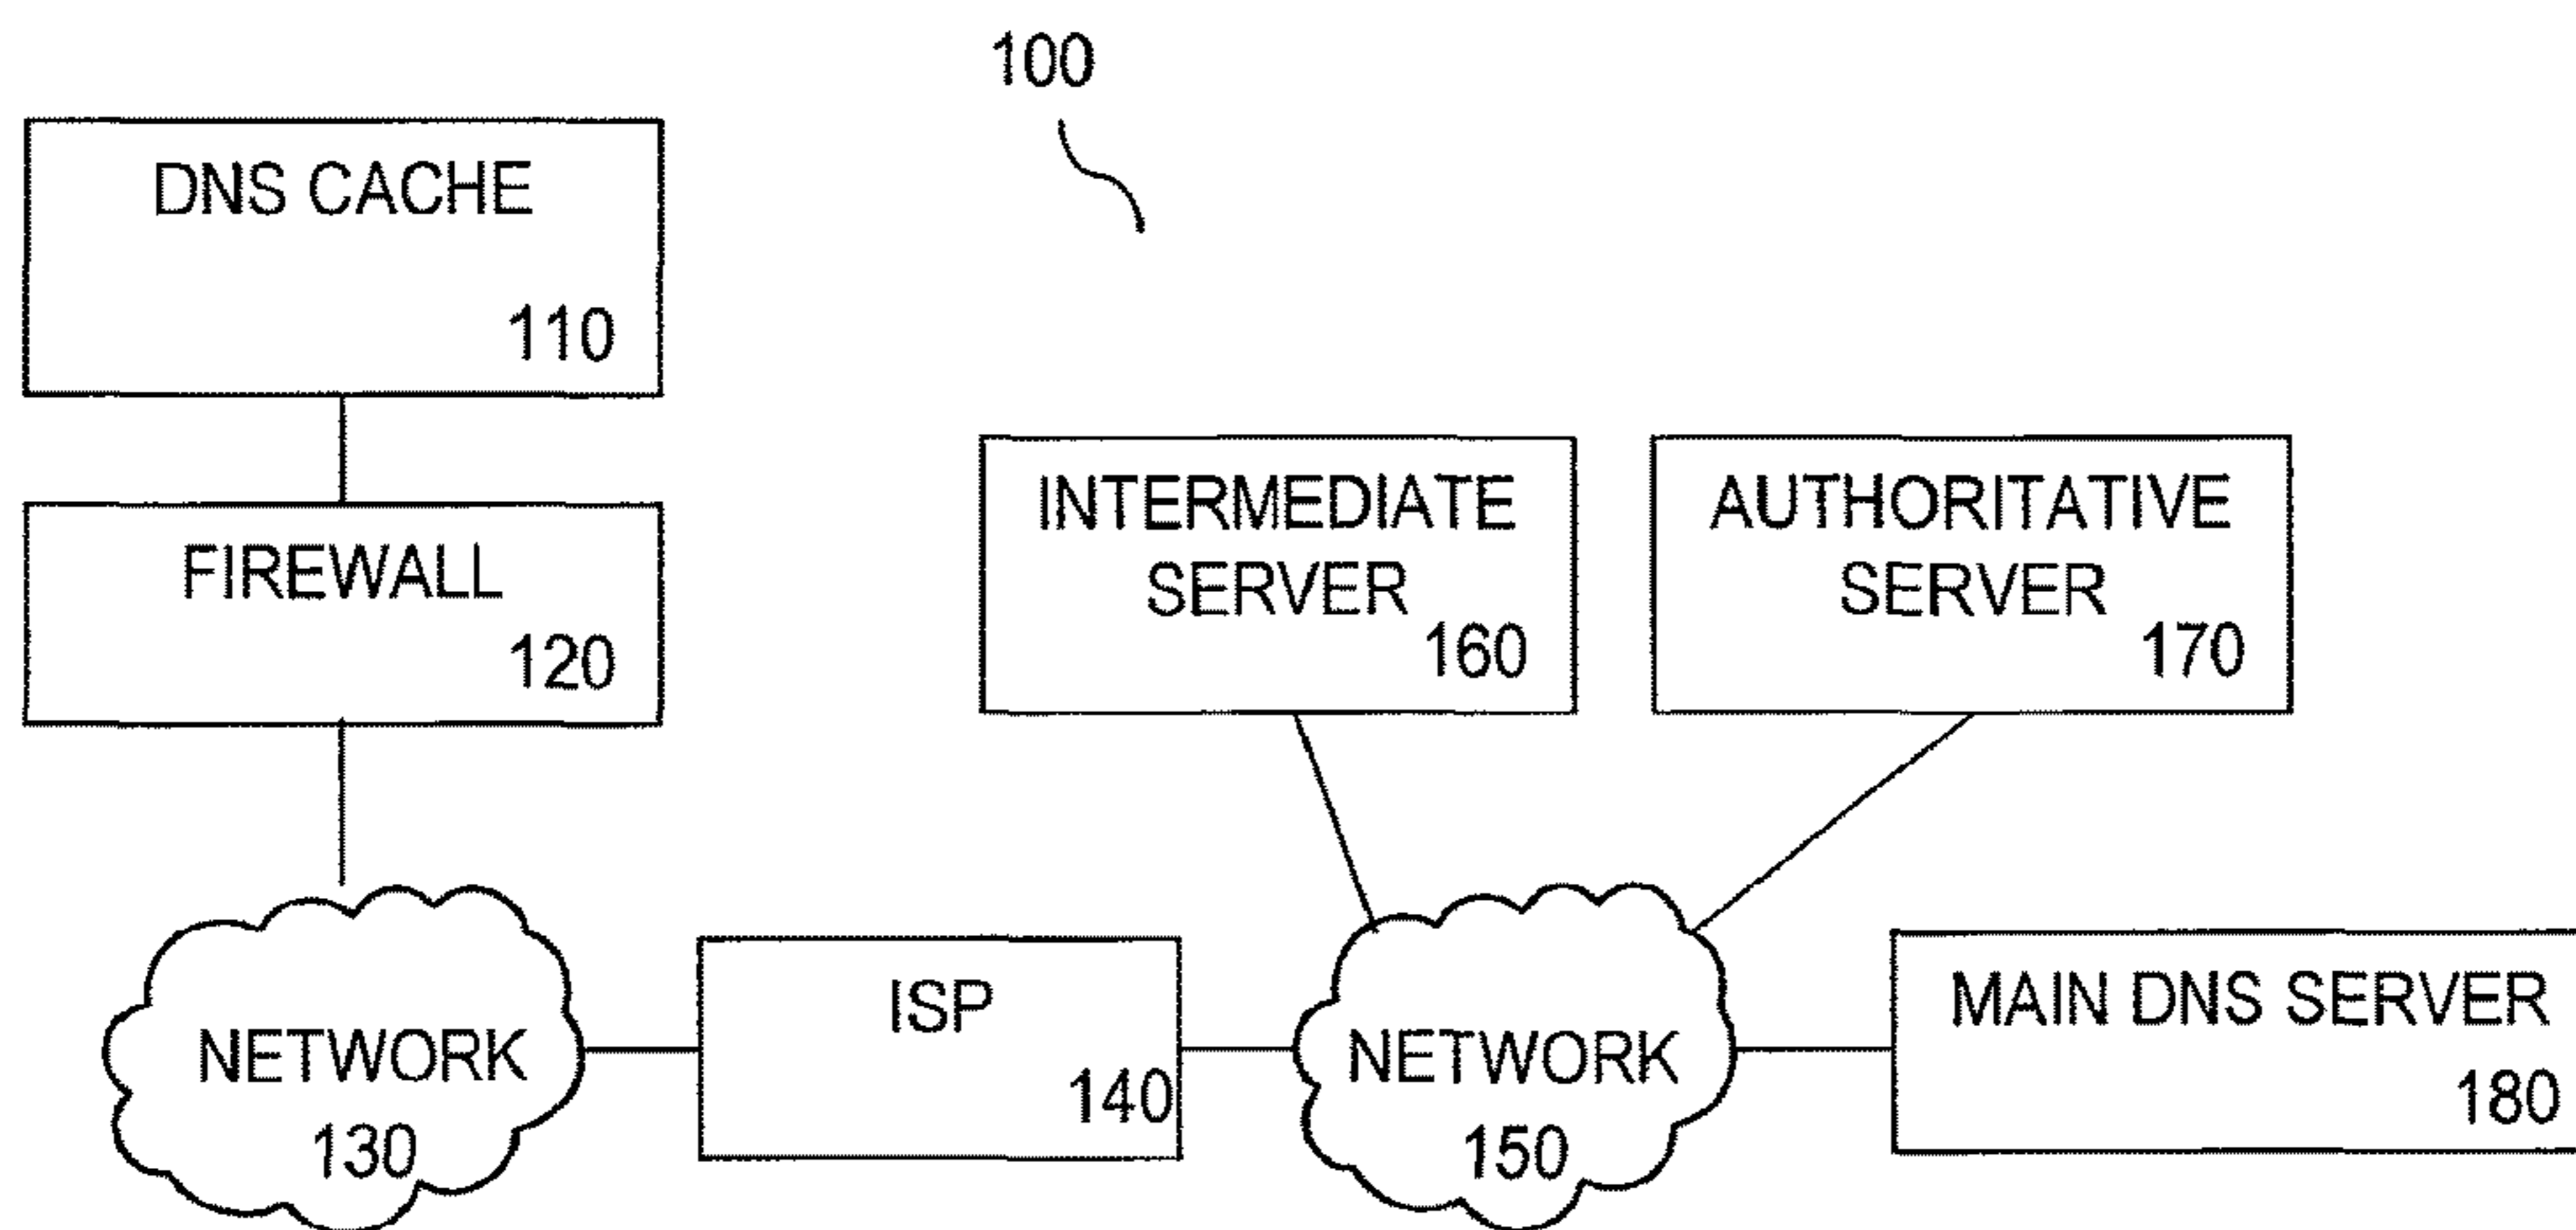 100
DNS CACHE
110
FIREWALL
120
INTERMEDIATE
SERVER
160
AUTHORITATIVE
SERVER
170
NETWORK
130
ISP
140
NETWORK
150
MAIN DNS SERVER
180